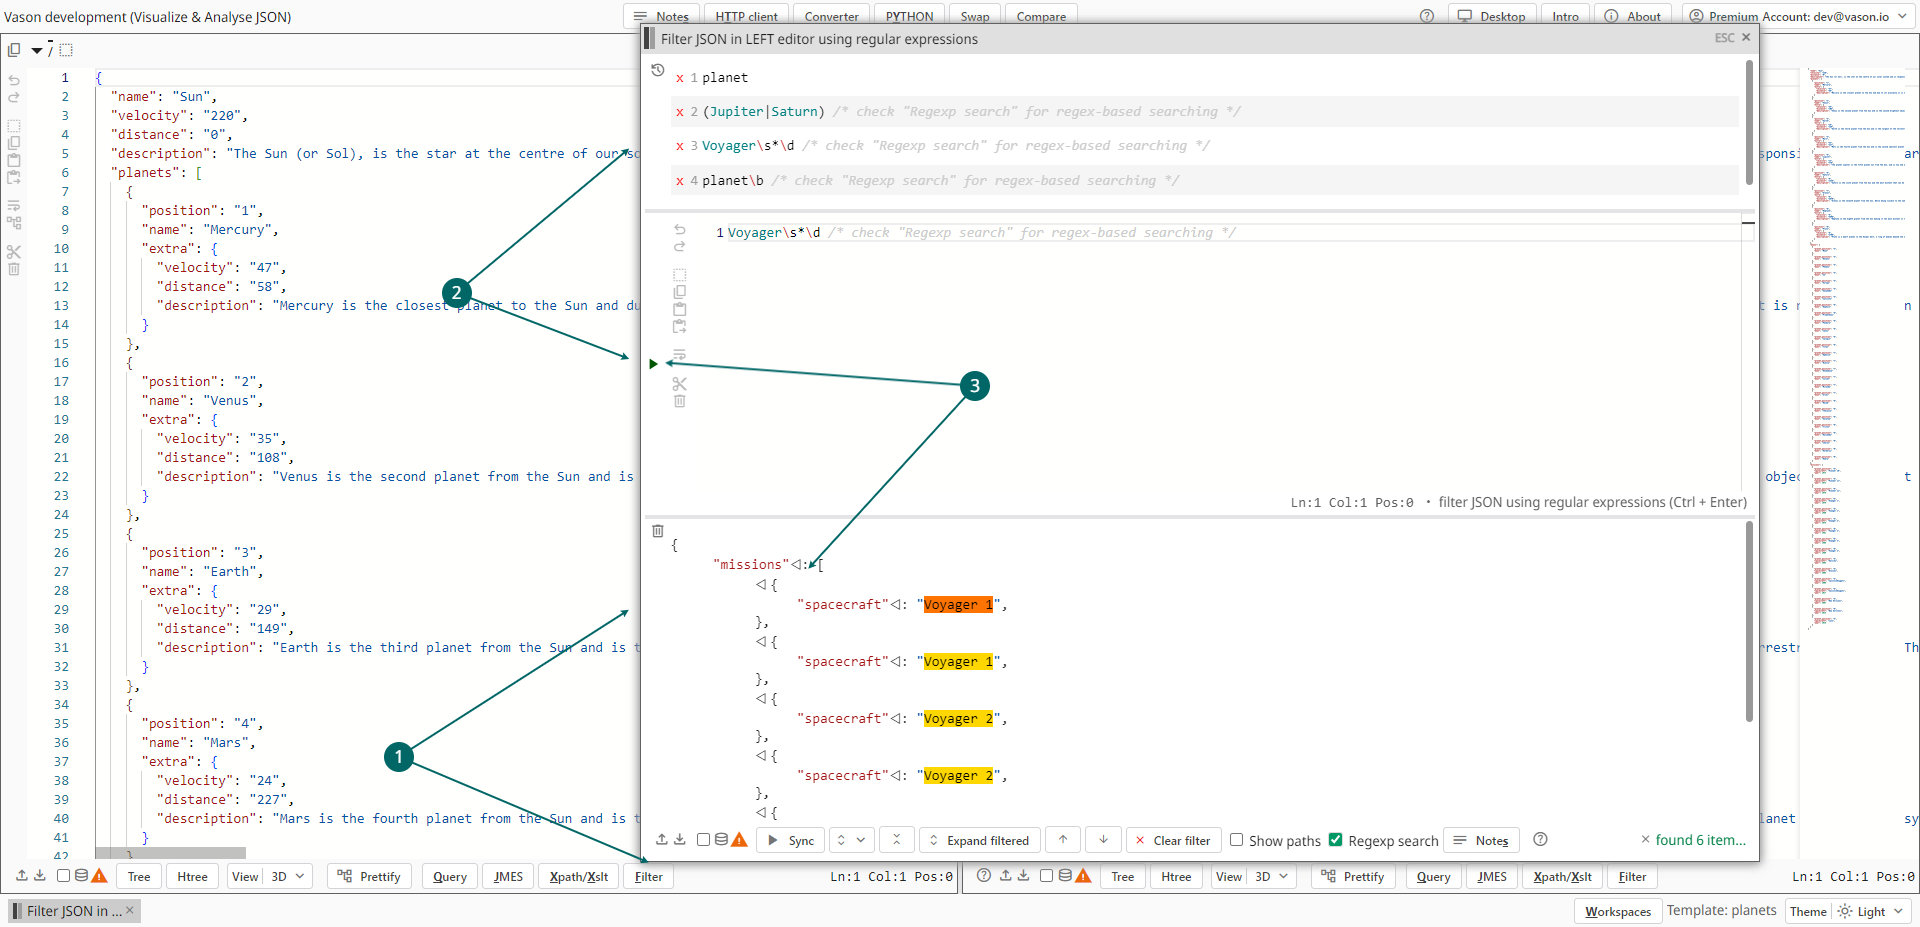 Vason development (Visualize & Analyse JSON)
Notes HTTP client Converter PYTHON Swap Compare
Desktop Intro About Premium Account: dev@vason.io
Filter JSON in LEFT editor using regular expressions ESC ×
/
x 1 planet
x 2 (Jupiter|Saturn) /* check "Regexp search" for regex-based searching */
x 3 Voyager\s*\d /* check "Regexp search" for regex-based searching */
x 4 planet\b /* check "Regexp search" for regex-based searching */
1 Voyager\s*\d /* check "Regexp search" for regex-based searching */
Ln:1 Col:1 Pos:0 • filter JSON using regular expressions (Ctrl + Enter)
{
"missions" : [
{
"spacecraft" : "Voyager 1",
},
{
"spacecraft" : "Voyager 1",
},
{
"spacecraft" : "Voyager 2",
},
{
"spacecraft" : "Voyager 2",
},
{
Sync Expand filtered Clear filter Show paths Regexp search Notes × found 6 item...
1 {
2 "name": "Sun",
3 "velocity": "220",
4 "distance": "0",
5 "description": "The Sun (or Sol), is the star at the centre of our so
6 "planets": [
7 {
8 "position": "1",
9 "name": "Mercury",
10 "extra": {
11 "velocity": "47",
12 "distance": "58",
13 "description": "Mercury is the closest planet to the Sun and du
14 }
15 },
16 {
17 "position": "2",
18 "name": "Venus",
19 "extra": {
20 "velocity": "35",
21 "distance": "108",
22 "description": "Venus is the second planet from the Sun and is
23 }
24 },
25 {
26 "position": "3",
27 "name": "Earth",
28 "extra": {
29 "velocity": "29",
30 "distance": "149",
31 "description": "Earth is the third planet from the Sun and is t
32 }
33 },
34 {
35 "position": "4",
36 "name": "Mars",
37 "extra": {
38 "velocity": "24",
39 "distance": "227",
40 "description": "Mars is the fourth planet from the Sun and is t
41 }
42 }
2
3
1
Tree Htree View 3D Prettify Query JMES Xpath/Xslt Filter Ln:1 Col:1 Pos:0
Tree Htree View 3D Prettify Query JMES Xpath/Xslt Filter Ln:1 Col:1 Pos:0
Filter JSON in ... × Workspaces Template: planets Theme Light